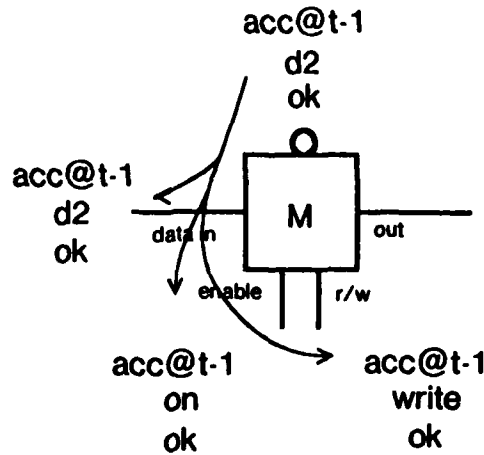 acc@t-1
d2
ok
acc@t-1
d2
ok
M
data in
out
enable
r/w
acc@t-1
on
ok
acc@t-1
write
ok